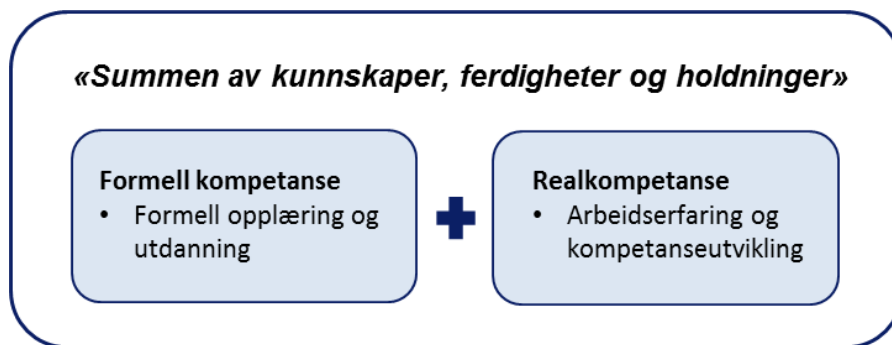 «Summen av kunnskaper, ferdigheter og holdninger»
Formell kompetanse
• Formell opplæring og
utdanning
Realkompetanse
• Arbeidserfaring og
kompetanseutvikling